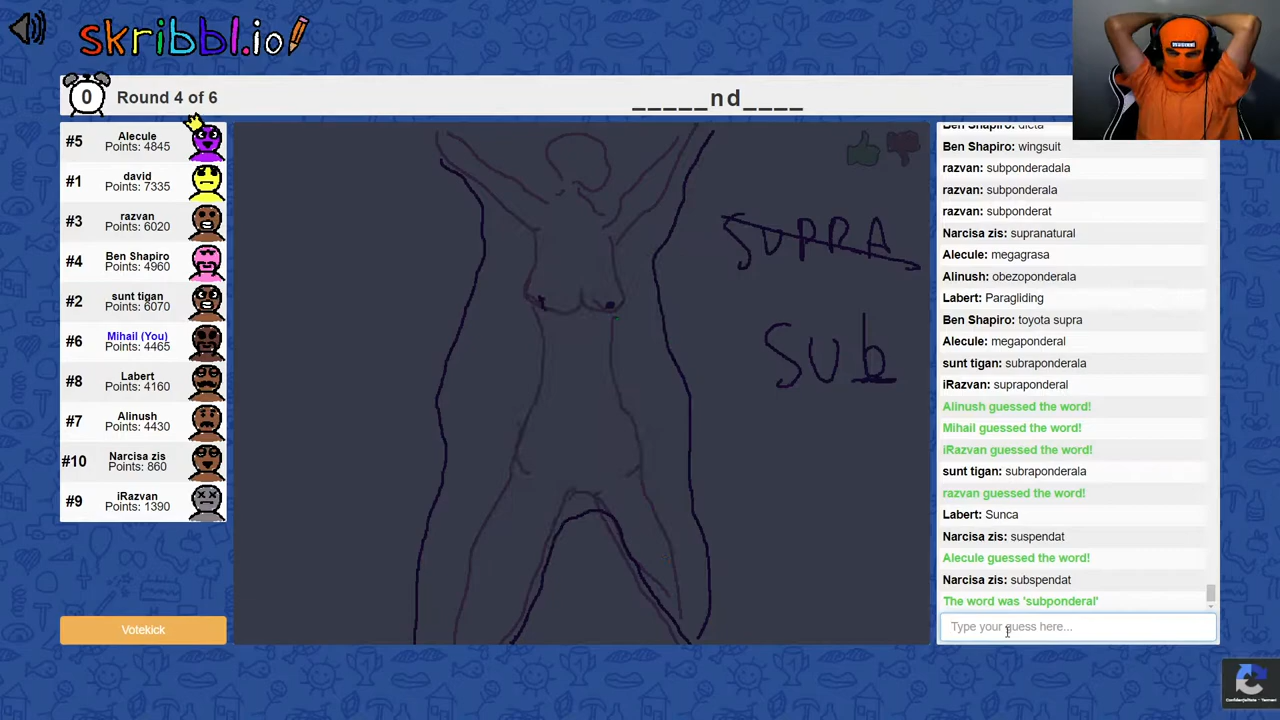 skribbl.io
0 Round 4 of 6
_____nd____
#5 Alecule
Points: 4845
#1 david
Points: 7335
#3 razvan
Points: 6020
#4 Ben Shapiro
Points: 4960
#2 sunt tigan
Points: 6070
#6 Mihail (You)
Points: 4465
#8 Labert
Points: 4160
#7 Alinush
Points: 4430
#10 Narcisa zis
Points: 860
#9 iRazvan
Points: 1390
Votekick
SUPRA
SUb
Ben Shapiro: dicta
Ben Shapiro: wingsuit
razvan: subponderadala
razvan: subponderala
razvan: subponderat
Narcisa zis: supranatural
Alecule: megagrasa
Alinush: obezoponderala
Labert: Paragliding
Ben Shapiro: toyota supra
Alecule: megaponderal
sunt tigan: subraponderala
iRazvan: supraponderal
Alinush guessed the word!
Mihail guessed the word!
iRazvan guessed the word!
sunt tigan: subraponderala
razvan guessed the word!
Labert: Sunca
Narcisa zis: suspendat
Alecule guessed the word!
Narcisa zis: subspendat
The word was 'subponderal'
Type your guess here...